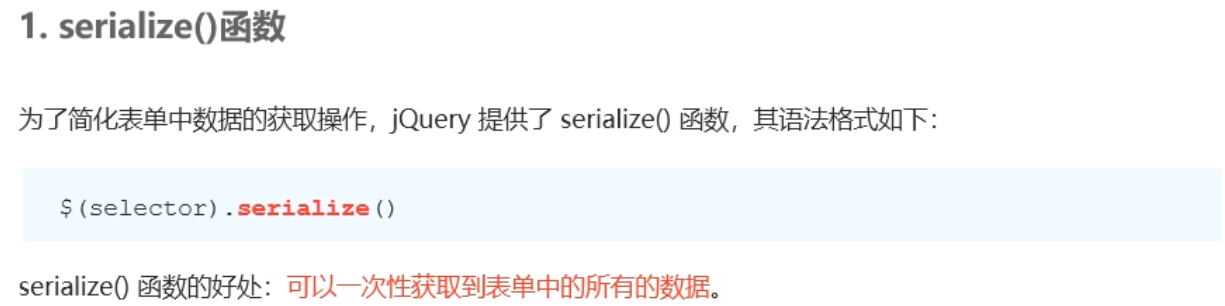 1. serialize()函数
为了简化表单中数据的获取操作，jQuery 提供了 serialize() 函数，其语法格式如下：
$(selector).serialize()
serialize() 函数的好处：可以一次性获取到表单中的所有的数据。